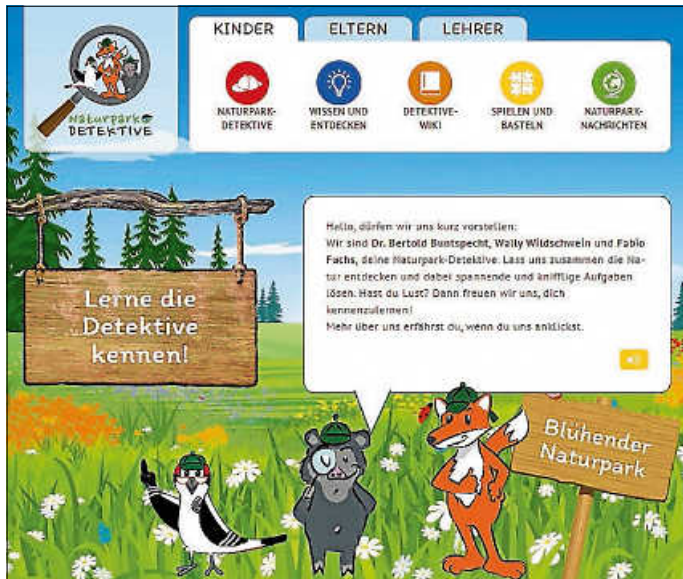 KINDER
ELTERN
LEHRER
Naturpark
DETEKTIVE
NATURPARK-
DETEKTIVE
WISSEN UND
ENTDECKEN
DETEKTIVE-
WIKI
SPIELEN UND
BASTELN
NATURPARK-
NACHRICHTEN
Lerne die
Detektive
kennen!
Hallo, dürfen wir uns kurz vorstellen:
Wir sind Dr. Bertold Buntspecht, Wally Wildschwein und Fabio
Fuchs, deine Naturpark-Detektive. Lass uns zusammen die Na-
tur entdecken und dabei spannende und knifflige Aufgaben
lösen. Hast du Lust? Dann freuen wir uns, dich
kennenzulernen!
Mehr über uns erfährst du, wenn du uns anklickst.
Blühender
Naturpark